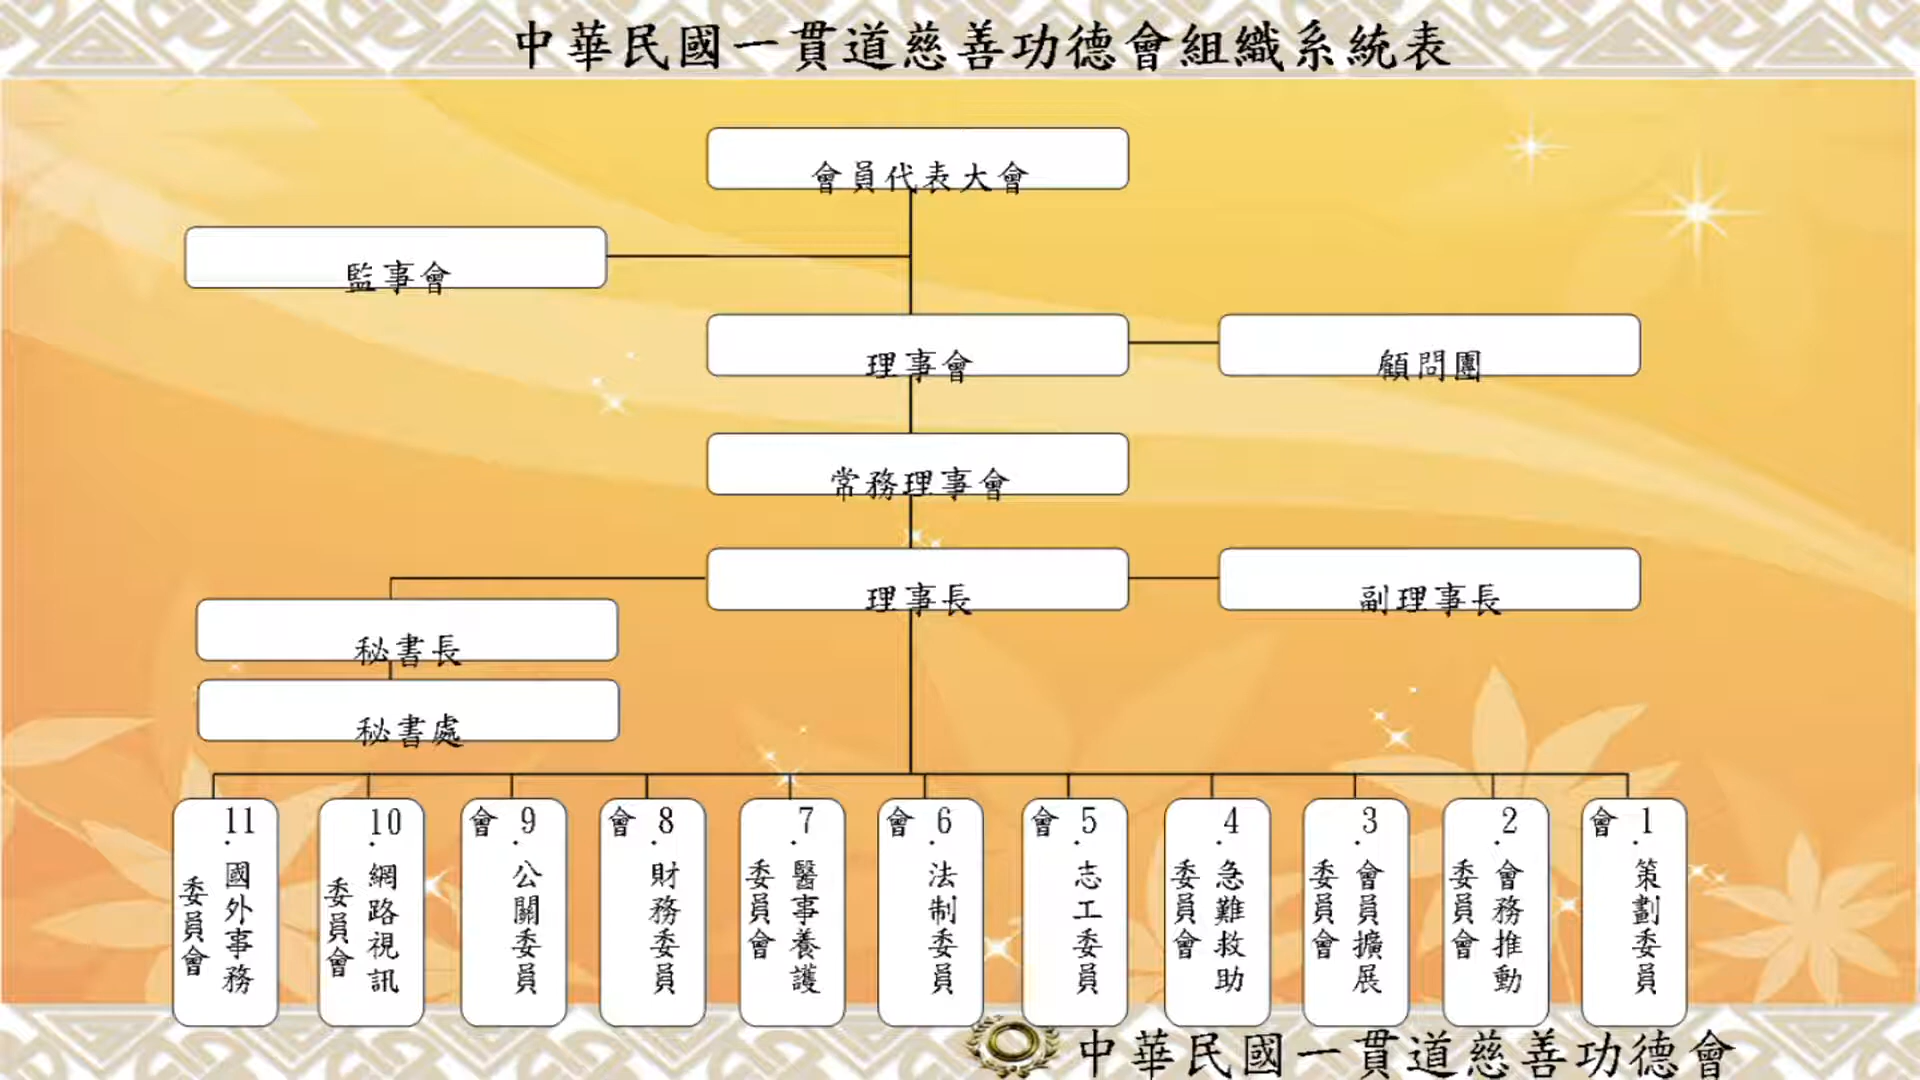 中華民國一貫道慈善功德會組織系統表
會員代表大會
監事會
理事會
顧問團
常務理事會
理事長
副理事長
秘書長
秘書處
1.策劃委員
會
2.會務推動
委員會
3.會員擴展
委員會
4.急難救助
委員會
5.志工委員
會
6.法制委員
會
7.醫事養護
委員會
8.財務委員
會
9.公關委員
會
10.網路視訊
委員會
11.國外事務
委員會
中華民國一貫道慈善功德會